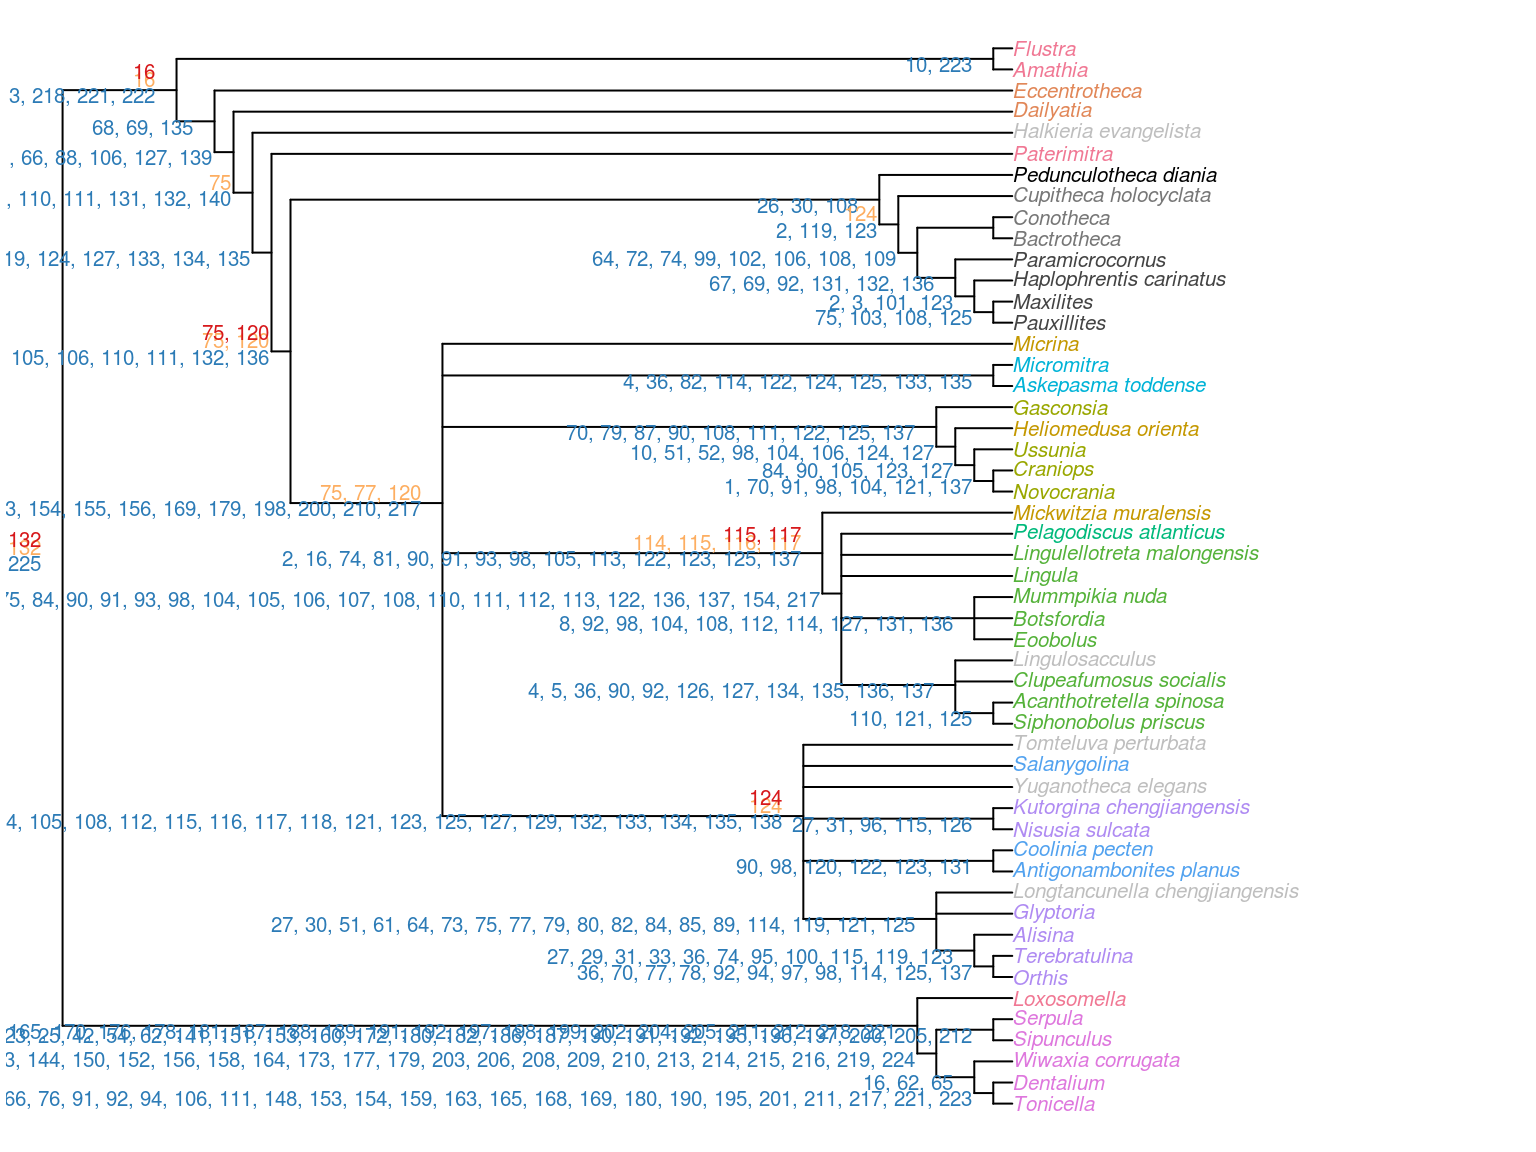 Flustra
16
16
10, 223
Amathia
Eccentrotheca
3, 218, 221, 222
Dailyatia
68, 69, 135
Halkieria evangelista
Paterimitra
, 66, 88, 106, 127, 139
Pedunculotheca diania
75
Cupitheca holocyclata
, 110, 111, 131, 132, 140
26, 30, 108
124
Conotheca
2, 119, 123
Bactrotheca
19, 124, 127, 133, 134, 135
64, 72, 74, 99, 102, 106, 108, 109
Paramicrocornus
Haplophrentis carinatus
67, 69, 92, 131, 132, 136
2, 3, 101, 123
Maxilites
75, 103, 108, 125
Pauxillites
75, 120
75, 120
Micrina
105, 106, 110, 111, 132, 136
Micromitra
4, 36, 82, 114, 122, 124, 125, 133, 135
Askepasma toddense
Gasconsia
70, 79, 87, 90, 108, 111, 122, 125, 137
Heliomedusa orienta
10, 51, 52, 98, 104, 106, 124, 127
Ussunia
84, 90, 105, 123, 127
Craniops
1, 70, 91, 98, 104, 121, 137
Novocrania
75, 77, 120
3, 154, 155, 156, 169, 179, 198, 200, 210, 217
Mickwitzia muralensis
132
132
225
115, 117
114, 115, 116, 117
Pelagodiscus atlanticus
2, 16, 74, 81, 90, 91, 93, 98, 105, 113, 122, 123, 125, 137
Lingulellotreta malongensis
Lingula
75, 84, 90, 91, 93, 98, 104, 105, 106, 107, 108, 110, 111, 112, 113, 122, 136, 137, 154, 217
Mummpikia nuda
8, 92, 98, 104, 108, 112, 114, 127, 131, 136
Botsfordia
Eoobolus
Lingulosacculus
4, 5, 36, 90, 92, 126, 127, 134, 135, 136, 137
Clupeafumosus socialis
Acanthotretella spinosa
110, 121, 125
Siphonobolus priscus
Tomteluva perturbata
Salanygolina
Yuganotheca elegans
124
124
Kutorgina chengjiangensis
4, 105, 108, 112, 115, 116, 117, 118, 121, 123, 125, 127, 129, 132, 133, 134, 135, 138
27, 31, 96, 115, 126
Nisusia sulcata
Coolinia pecten
90, 98, 120, 122, 123, 131
Antigonambonites planus
Longtancunella chengjiangensis
Glyptoria
27, 30, 51, 61, 64, 73, 75, 77, 79, 80, 82, 84, 85, 89, 114, 119, 121, 125
Alisina
27, 29, 31, 33, 36, 74, 95, 100, 115, 119, 123
Terebratulina
36, 70, 77, 78, 92, 94, 97, 98, 114, 125, 137
Orthis
Loxosomella
Serpula
Sipunculus
3, 144, 150, 152, 156, 158, 164, 173, 177, 179, 203, 206, 208, 209, 210, 213, 214, 215, 216, 219, 224
Wiwaxia corrugata
16, 62, 65
Dentalium
66, 76, 91, 92, 94, 106, 111, 148, 153, 154, 159, 163, 165, 168, 169, 180, 190, 195, 201, 211, 217, 221, 223
Tonicella